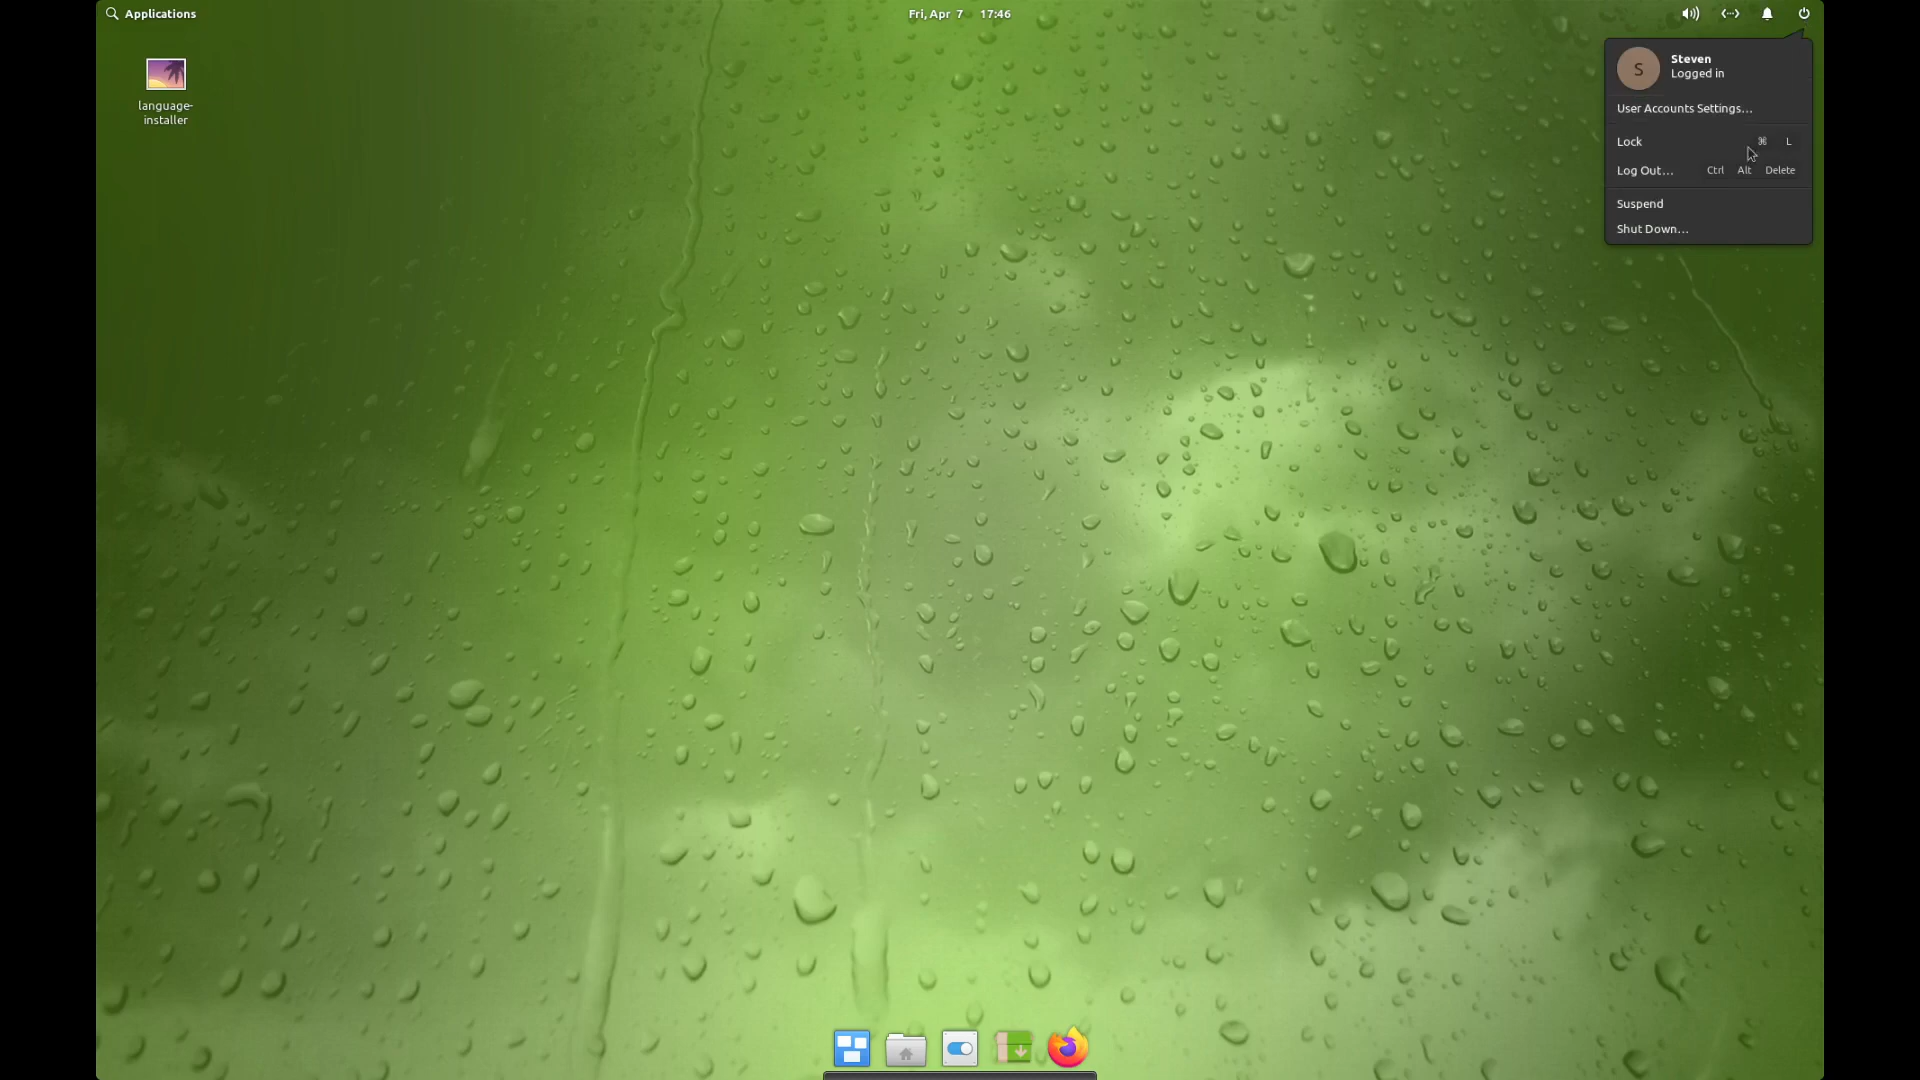 Applications
Fri, Apr 7 17:46
language-
installer
S
Steven
Logged in
User Accounts Settings…
Lock ⌘ L
Log Out… Ctrl Alt Delete
Suspend
Shut Down…